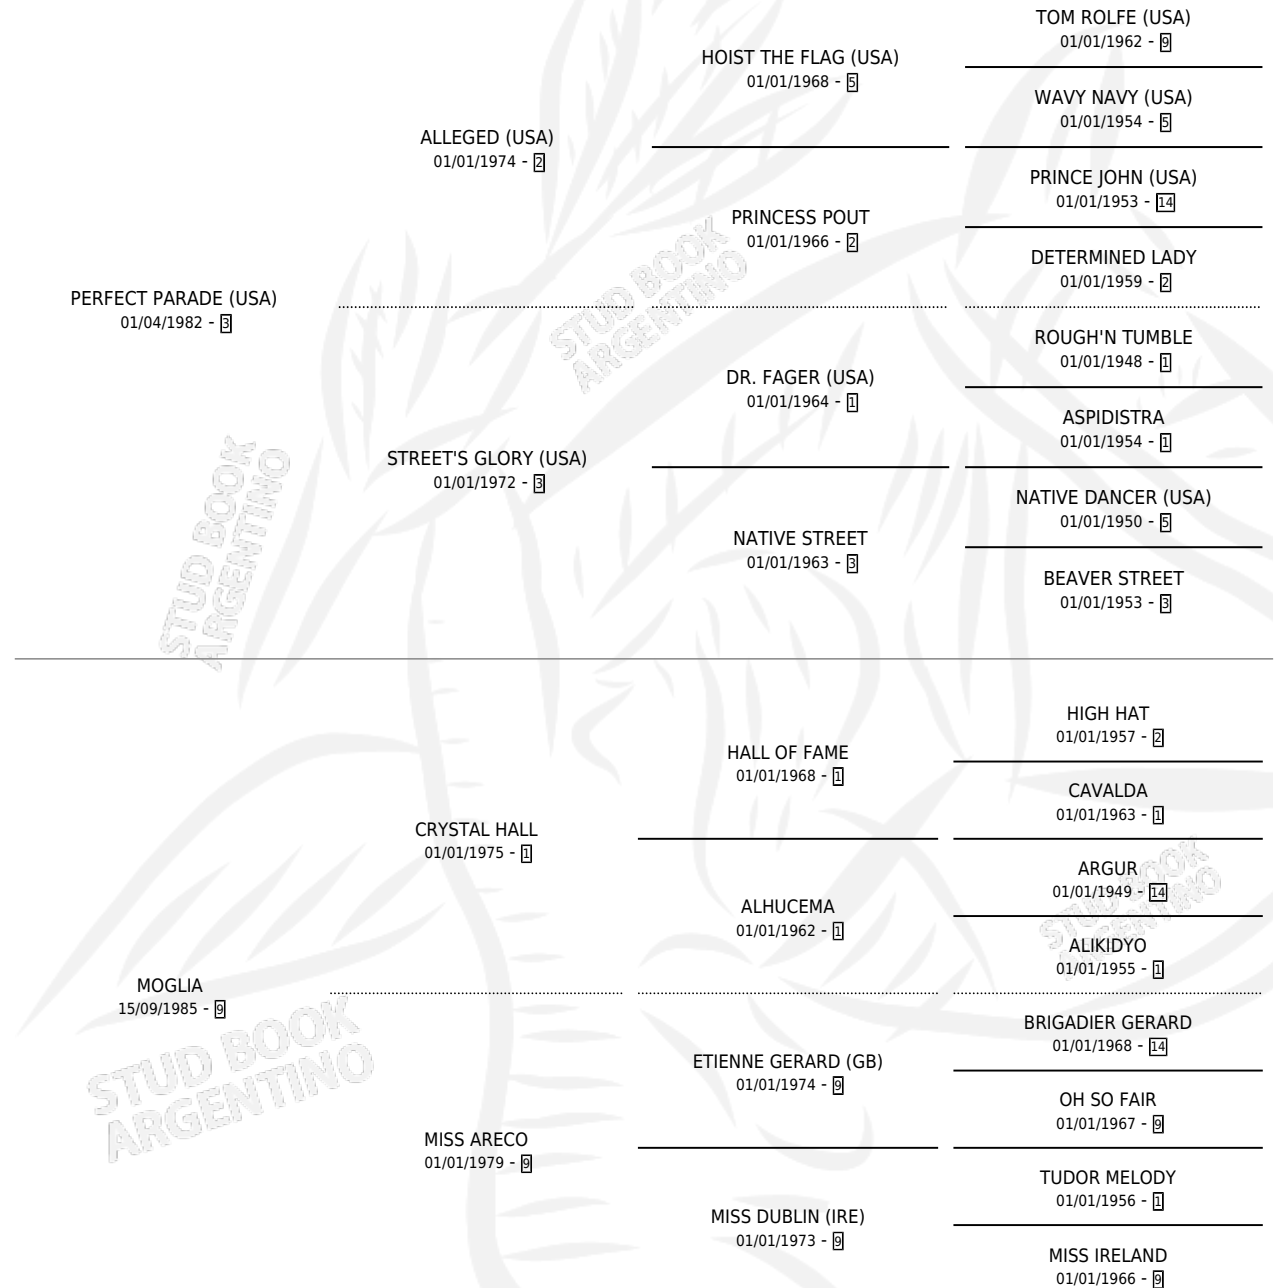 TOM ROLFE (USA)
01/01/1962 - 9
HOIST THE FLAG (USA)
01/01/1968 - 5
WAVY NAVY (USA)
01/01/1954 - 5
ALLEGED (USA)
01/01/1974 - 2
PRINCE JOHN (USA)
01/01/1953 - 14
PRINCESS POUT
01/01/1966 - 2
DETERMINED LADY
01/01/1959 - 2
PERFECT PARADE (USA)
01/04/1982 - 3
ROUGH'N TUMBLE
01/01/1948 - 1
DR. FAGER (USA)
01/01/1964 - 1
ASPIDISTRA
01/01/1954 - 1
STREET'S GLORY (USA)
01/01/1972 - 3
NATIVE DANCER (USA)
01/01/1950 - 5
NATIVE STREET
01/01/1963 - 3
BEAVER STREET
01/01/1953 - 3
HIGH HAT
01/01/1957 - 2
HALL OF FAME
01/01/1968 - 1
CAVALDA
01/01/1963 - 1
CRYSTAL HALL
01/01/1975 - 1
ARGUR
01/01/1949 - 14
ALHUCEMA
01/01/1962 - 1
ALIKIDYO
01/01/1955 - 1
MOGLIA
15/09/1985 - 9
BRIGADIER GERARD
01/01/1968 - 14
ETIENNE GERARD (GB)
01/01/1974 - 9
OH SO FAIR
01/01/1967 - 9
MISS ARECO
01/01/1979 - 9
TUDOR MELODY
01/01/1956 - 1
MISS DUBLIN (IRE)
01/01/1973 - 9
MISS IRELAND
01/01/1966 - 9
STUD BOOK
ARGENTINO
STUD BOOK
ARGENTINO
STUD BOOK
ARGENTINO
STUD BOOK
ARGENTINO